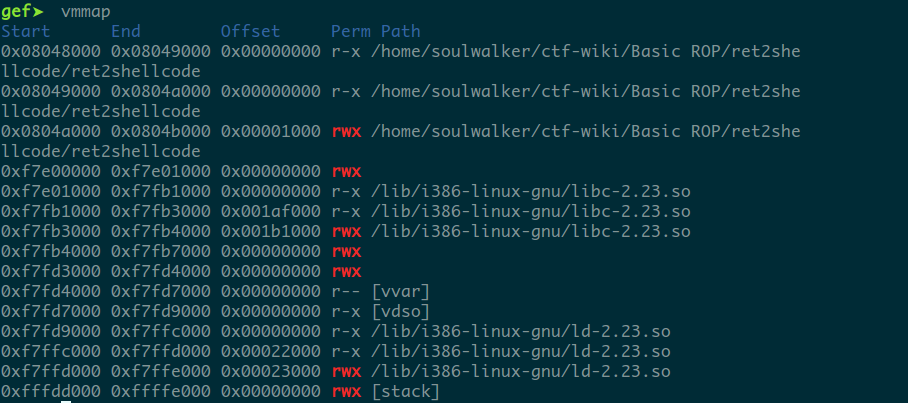 gef➤  vmmap
Start      End        Offset     Perm Path
0x08048000 0x08049000 0x00000000 r-x /home/soulwalker/ctf-wiki/Basic ROP/ret2she
llcode/ret2shellcode
0x08049000 0x0804a000 0x00000000 r-x /home/soulwalker/ctf-wiki/Basic ROP/ret2she
llcode/ret2shellcode
0x0804a000 0x0804b000 0x00001000 rwx /home/soulwalker/ctf-wiki/Basic ROP/ret2she
llcode/ret2shellcode
0xf7e00000 0xf7e01000 0x00000000 rwx
0xf7e01000 0xf7fb1000 0x00000000 r-x /lib/i386-linux-gnu/libc-2.23.so
0xf7fb1000 0xf7fb3000 0x001af000 r-x /lib/i386-linux-gnu/libc-2.23.so
0xf7fb3000 0xf7fb4000 0x001b1000 rwx /lib/i386-linux-gnu/libc-2.23.so
0xf7fb4000 0xf7fb7000 0x00000000 rwx
0xf7fd3000 0xf7fd4000 0x00000000 rwx
0xf7fd4000 0xf7fd7000 0x00000000 r-- [vvar]
0xf7fd7000 0xf7fd9000 0x00000000 r-x [vdso]
0xf7fd9000 0xf7ffc000 0x00000000 r-x /lib/i386-linux-gnu/ld-2.23.so
0xf7ffc000 0xf7ffd000 0x00022000 r-x /lib/i386-linux-gnu/ld-2.23.so
0xf7ffd000 0xf7ffe000 0x00023000 rwx /lib/i386-linux-gnu/ld-2.23.so
0xfffdd000 0xffffe000 0x00000000 rwx [stack]